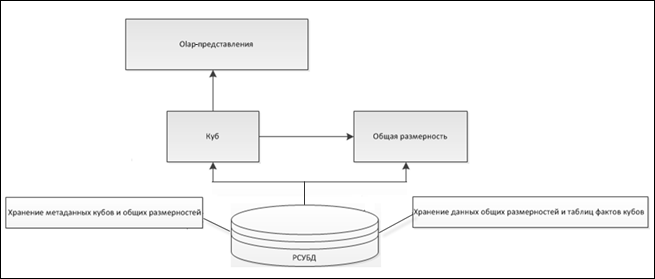 Olap-представления
Куб
Общая размерность
Хранение метаданных кубов и общих размерностей
Хранение данных общих размерностей и таблиц фактов кубов
РСУБД